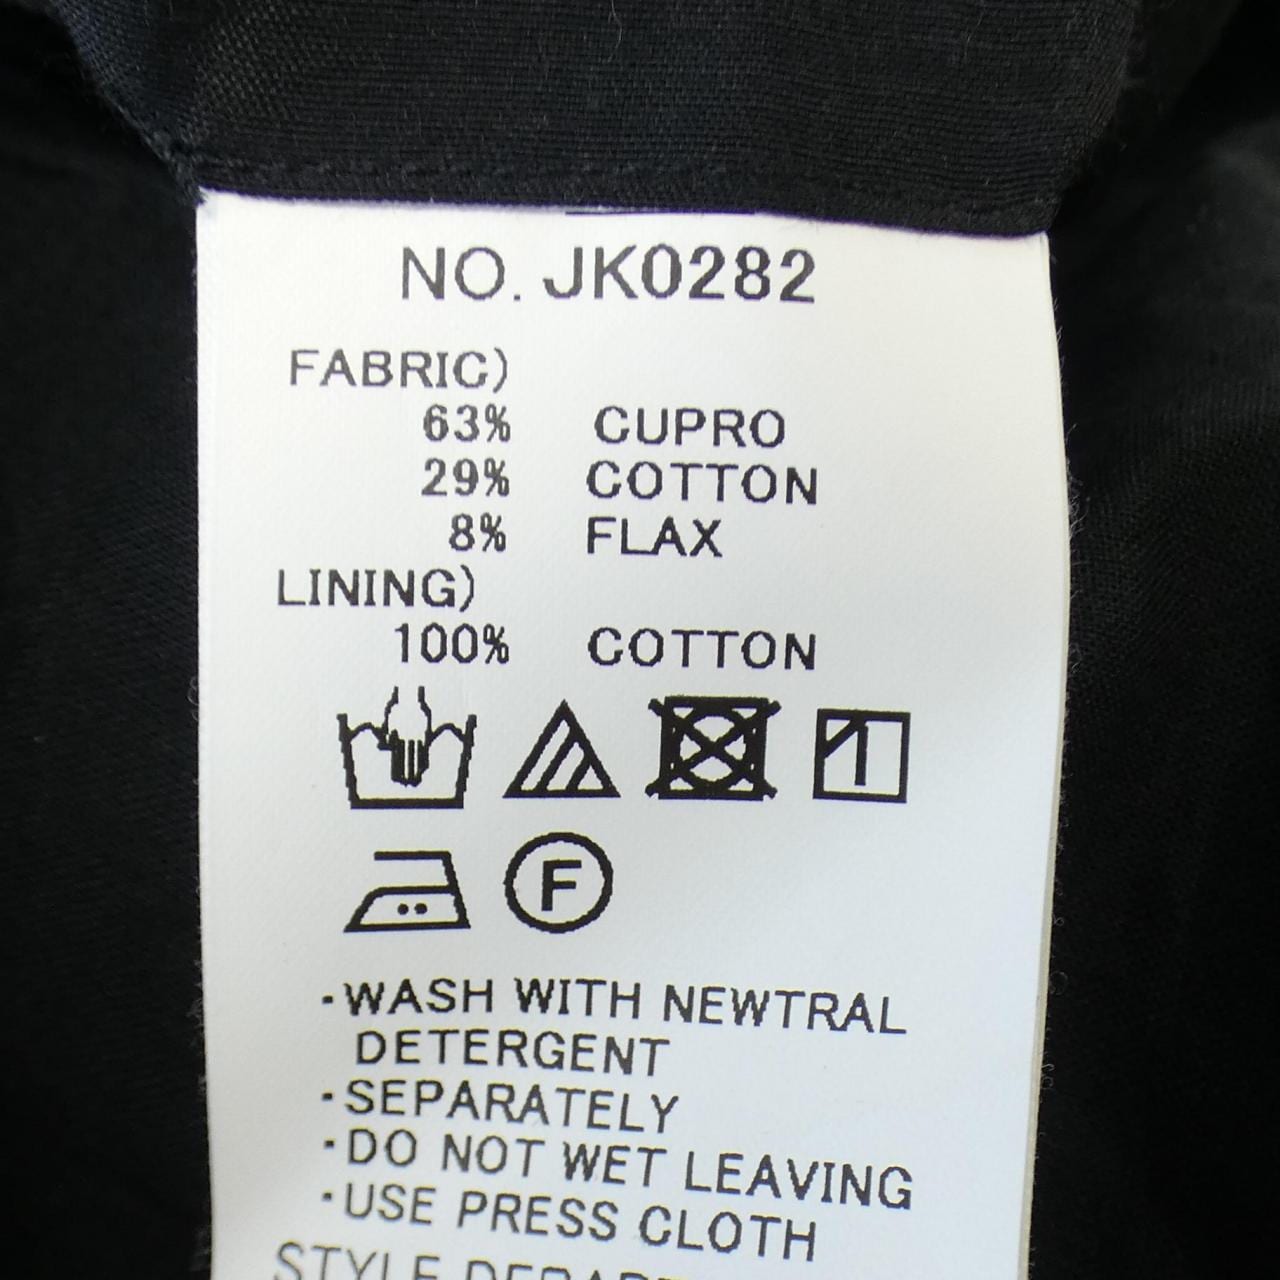 NO. JK0282
FABRIC)
63% CUPRO
29% COTTON
8% FLAX
LINING)
100% COTTON
F
·WASH WITH NEWTRAL
DETERGENT
·SEPARATELY
·DO NOT WET LEAVING
·USE PRESS CLOTH
STYLE